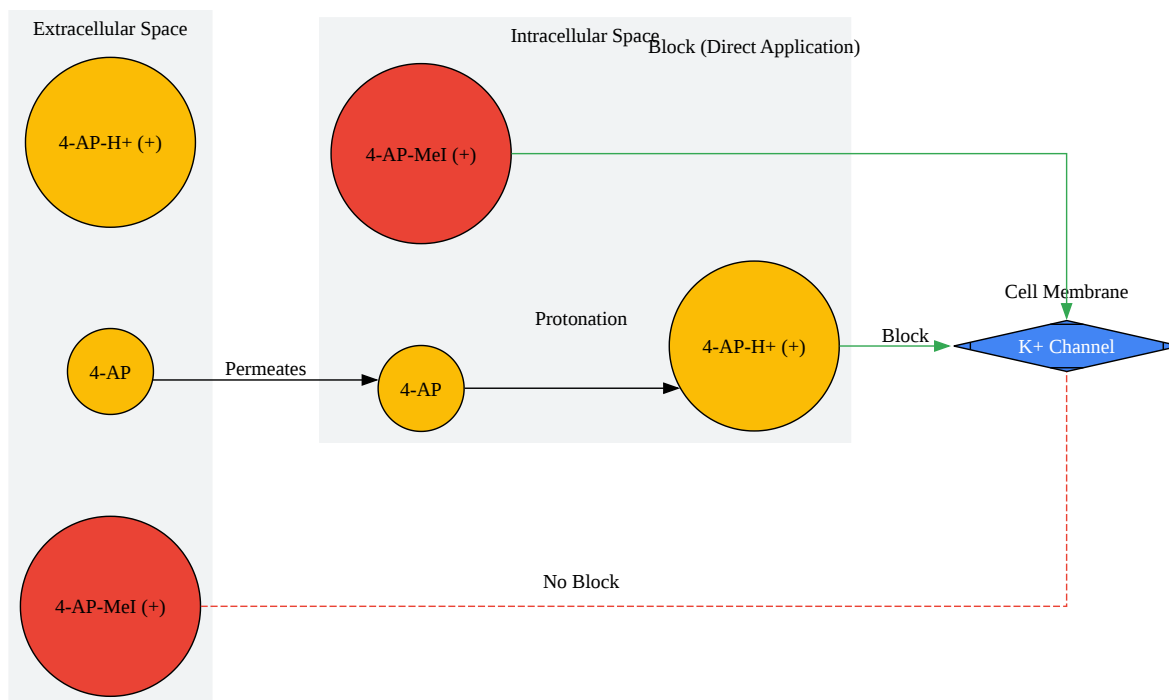 Extracellular Space
Intracellular Space
Block (Direct Application)
4-AP-H+ (+)
4-AP-MeI (+)
Cell Membrane
Protonation
Block
K+ Channel
4-AP-H+ (+)
4-AP
Permeates
4-AP
No Block
4-AP-MeI (+)